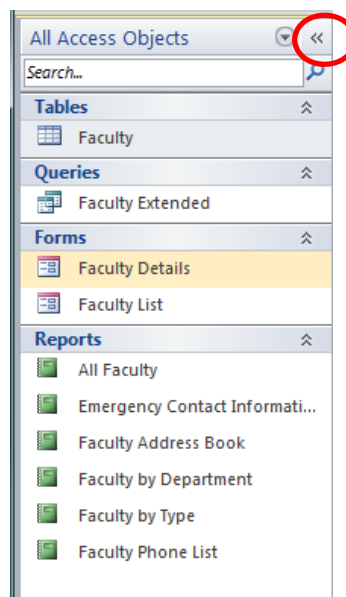 All Access Objects
Search...
Tables
Faculty
Queries
Faculty Extended
Forms
Faculty Details
Faculty List
Reports
All Faculty
Emergency Contact Informati...
Faculty Address Book
Faculty by Department
Faculty by Type
Faculty Phone List